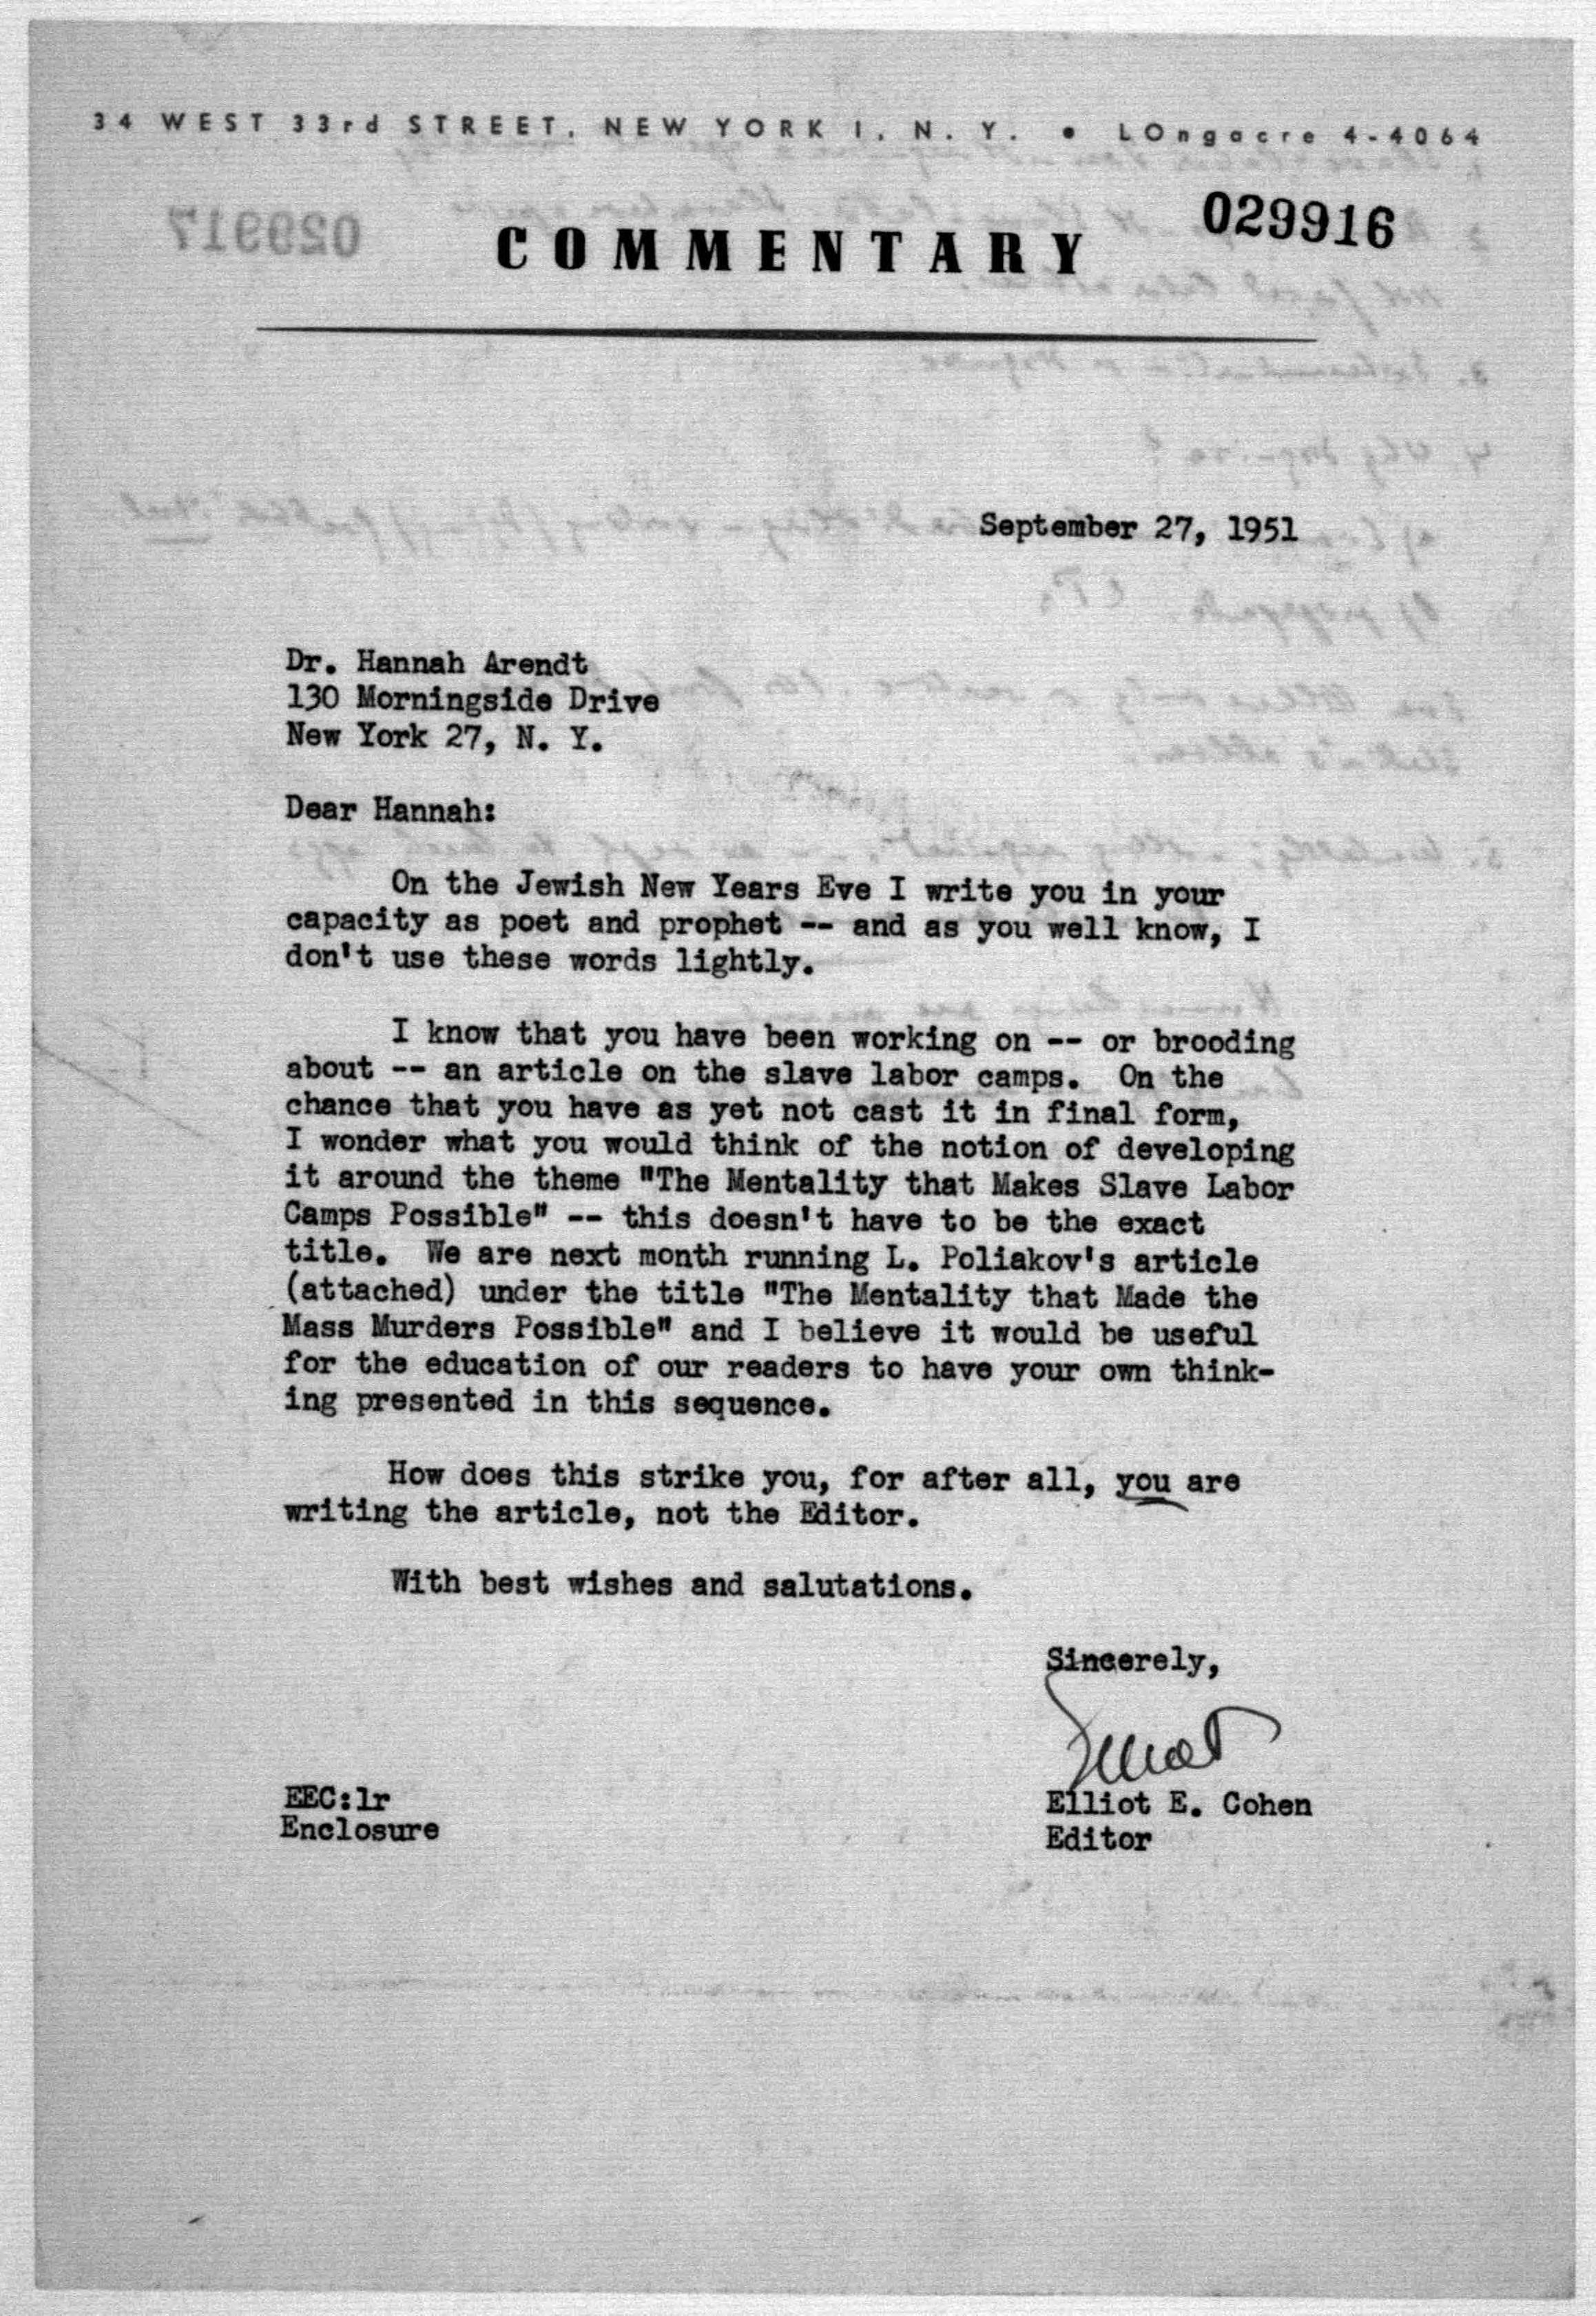 34 WEST 33rd STREET, NEW YORK 1, N. Y. • LOngacre 4-4064
029916
029917
COMMENTARY
September 27, 1951
Dr. Hannah Arendt
130 Morningside Drive
New York 27, N. Y.
Dear Hannah:
On the Jewish New Years Eve I write you in your
capacity as poet and prophet -- and as you well know, I
don't use these words lightly.
I know that you have been working on -- or brooding
about -- an article on the slave labor camps. On the
chance that you have as yet not cast it in final form,
I wonder what you would think of the notion of developing
it around the theme "The Mentality that Makes Slave Labor
Camps Possible" -- this doesn't have to be the exact
title. We are next month running L. Poliakov's article
(attached) under the title "The Mentality that Made the
Mass Murders Possible" and I believe it would be useful
for the education of our readers to have your own think-
ing presented in this sequence.
How does this strike you, for after all, you are
writing the article, not the Editor.
With best wishes and salutations.
Sincerely,
Elliot
Elliot E. Cohen
Editor
EEC:lr
Enclosure